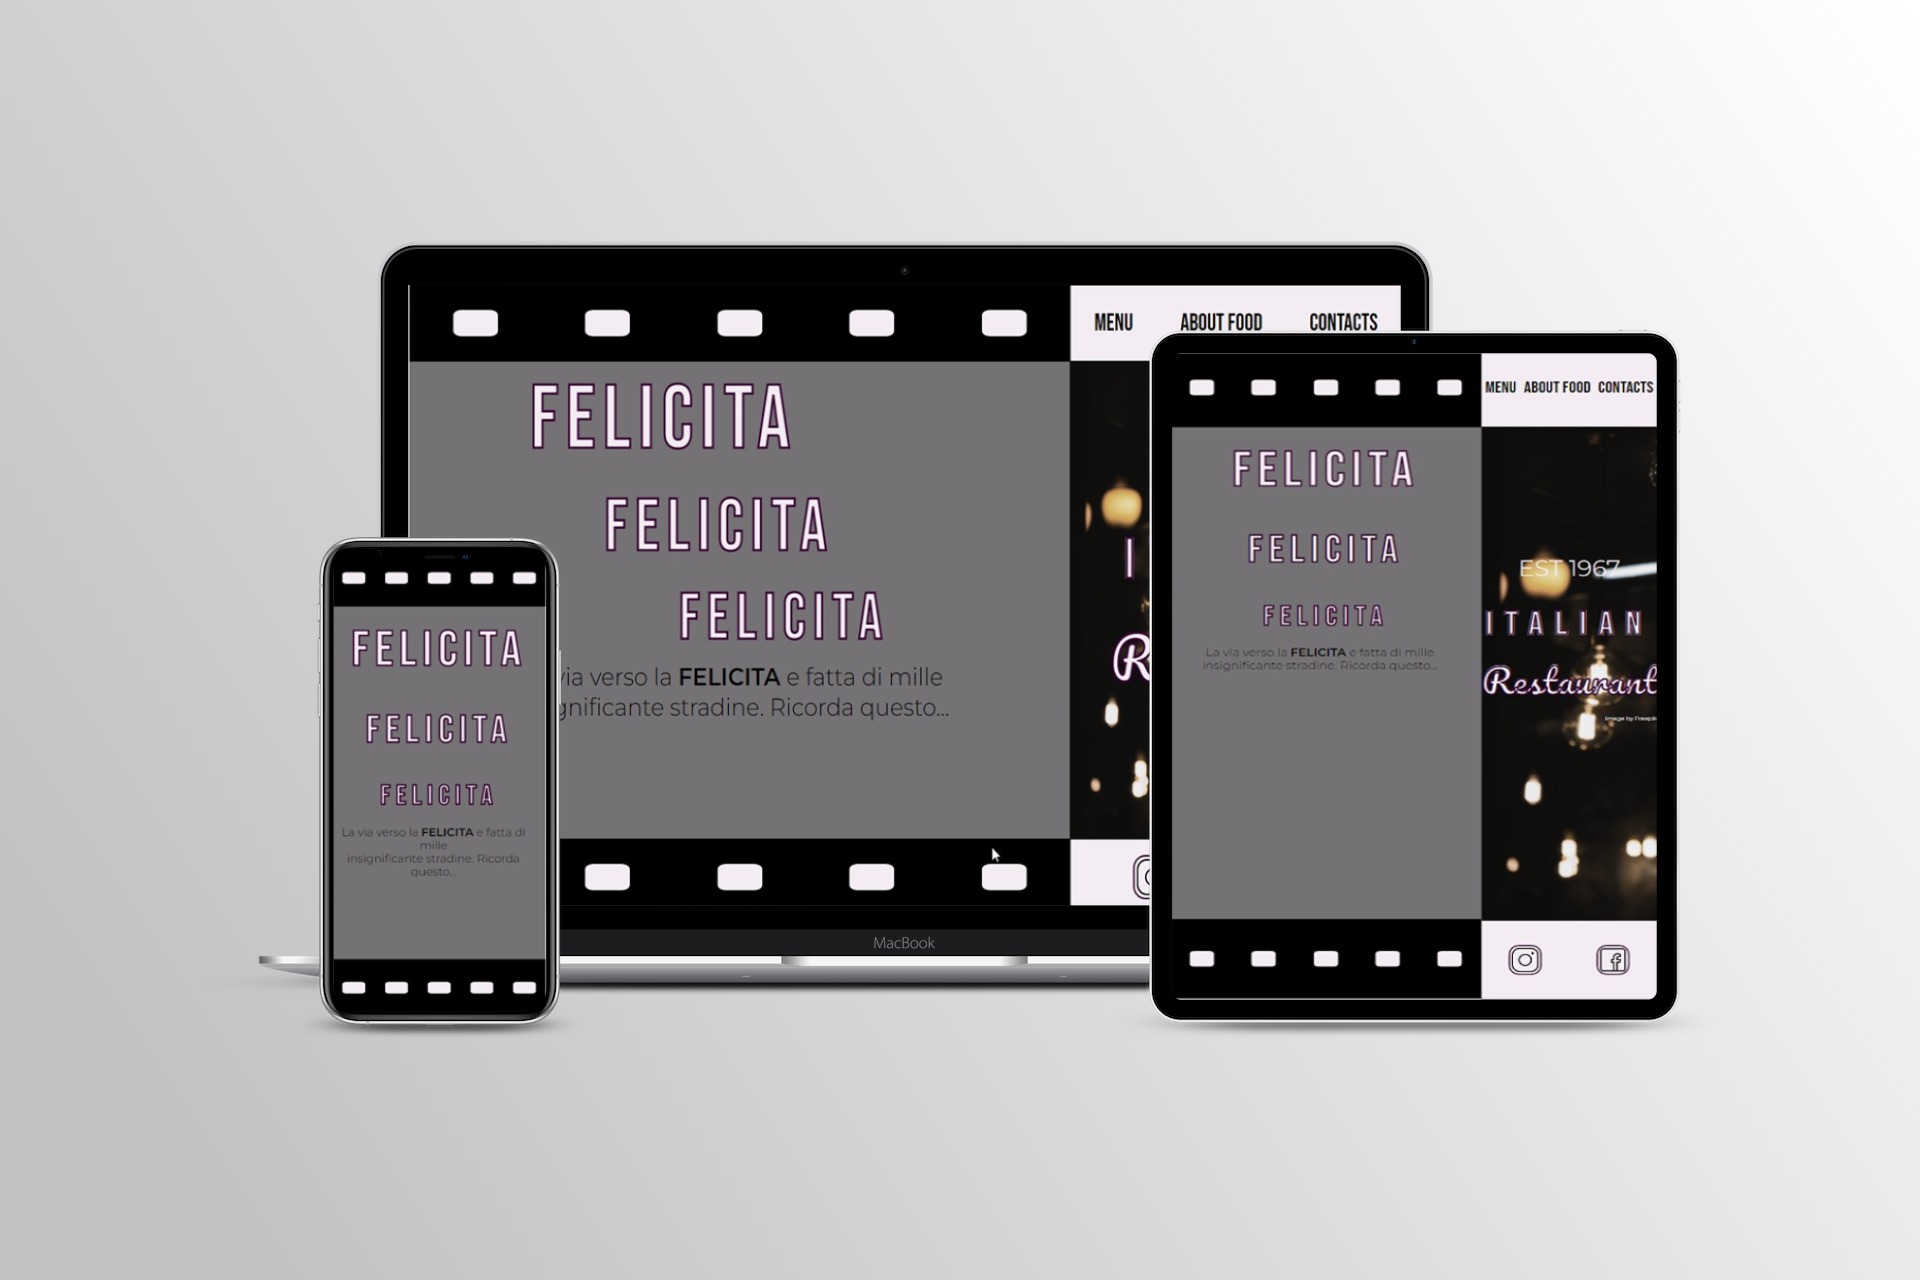 MENU ABOUT FOOD CONTACTS
FELICITA
FELICITA
FELICITA
via verso la FELICITA e fatta di mille
gnificante stradine. Ricorda questo...
I
R
MacBook
FELICITA
FELICITA
FELICITA
La via verso la FELICITA e fatta di
mille
insignificante stradine. Ricorda
questo...
MENU ABOUT FOOD CONTACTS
FELICITA
FELICITA
FELICITA
La via verso la FELICITA e fatta di mille
insignificante stradine. Ricorda questo...
EST 1967
ITALIAN
Restaurant
Image by Freepik